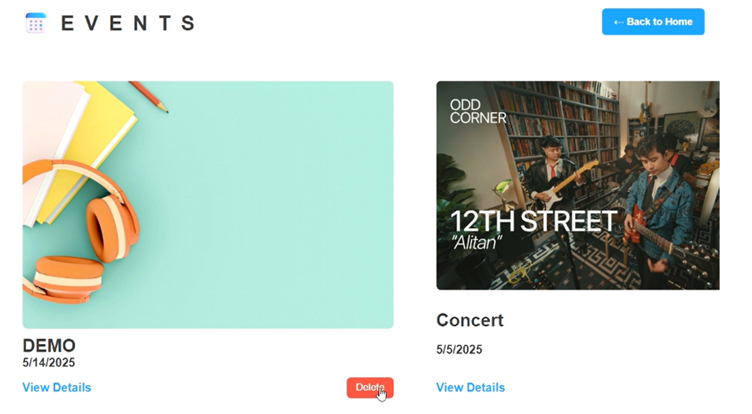 EVENTS
← Back to Home
ODD
CORNER
12TH STREET
"Alitan"
DEMO
5/14/2025
View Details
Delete
Concert
5/5/2025
View Details